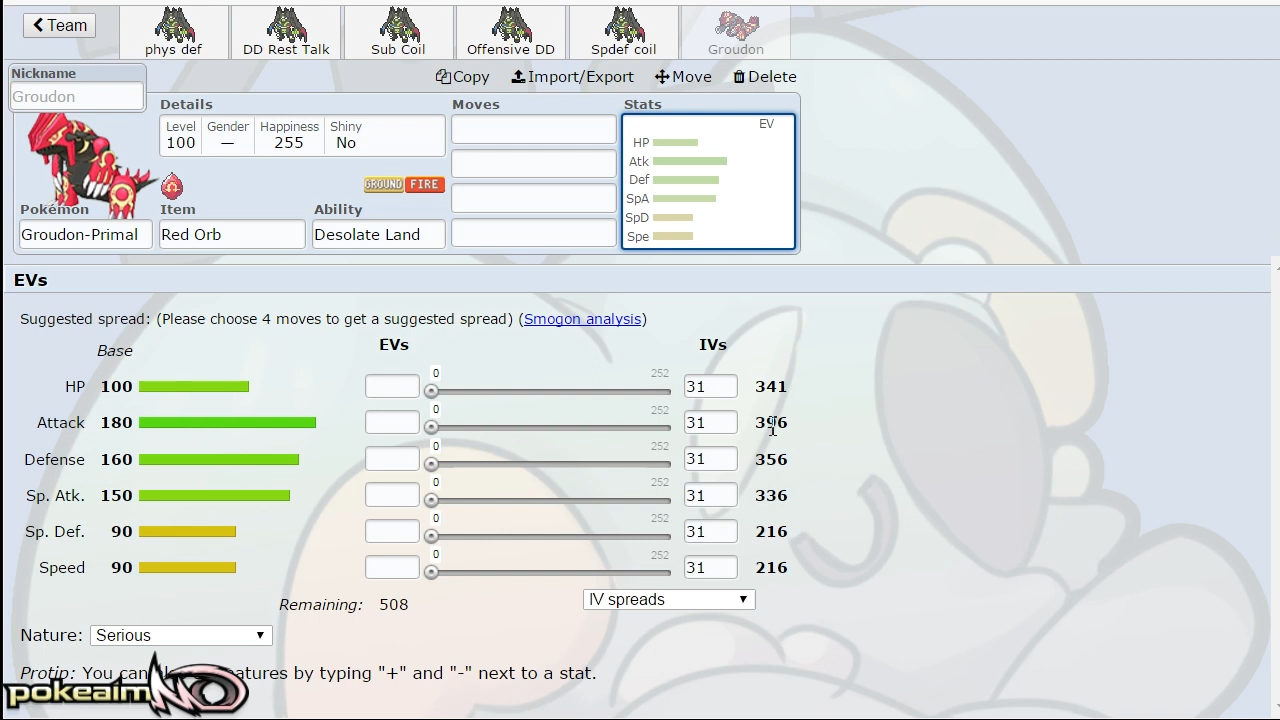 Team
phys def
DD Rest Talk
Sub Coil
Offensive DD
Spdef coil
Groudon
Copy Import/Export Move Delete
Nickname
Groudon
Details
Moves
Stats
Level Gender Happiness Shiny
100 — 255 No
EV
HP
Atk
Def
SpA
SpD
Spe
GROUND FIRE
Pokémon Item Ability
Groudon-Primal Red Orb Desolate Land
EVs
Suggested spread: (Please choose 4 moves to get a suggested spread) (Smogon analysis)
Base EVs IVs
HP 100 0 252 31 341
Attack 180 0 252 31 396
Defense 160 0 252 31 356
Sp. Atk. 150 0 252 31 336
Sp. Def. 90 0 252 31 216
Speed 90 0 252 31 216
Remaining: 508 IV spreads
Nature: Serious
Protip: You can natures by typing "+" and "-" next to a stat.
pokeaimMD